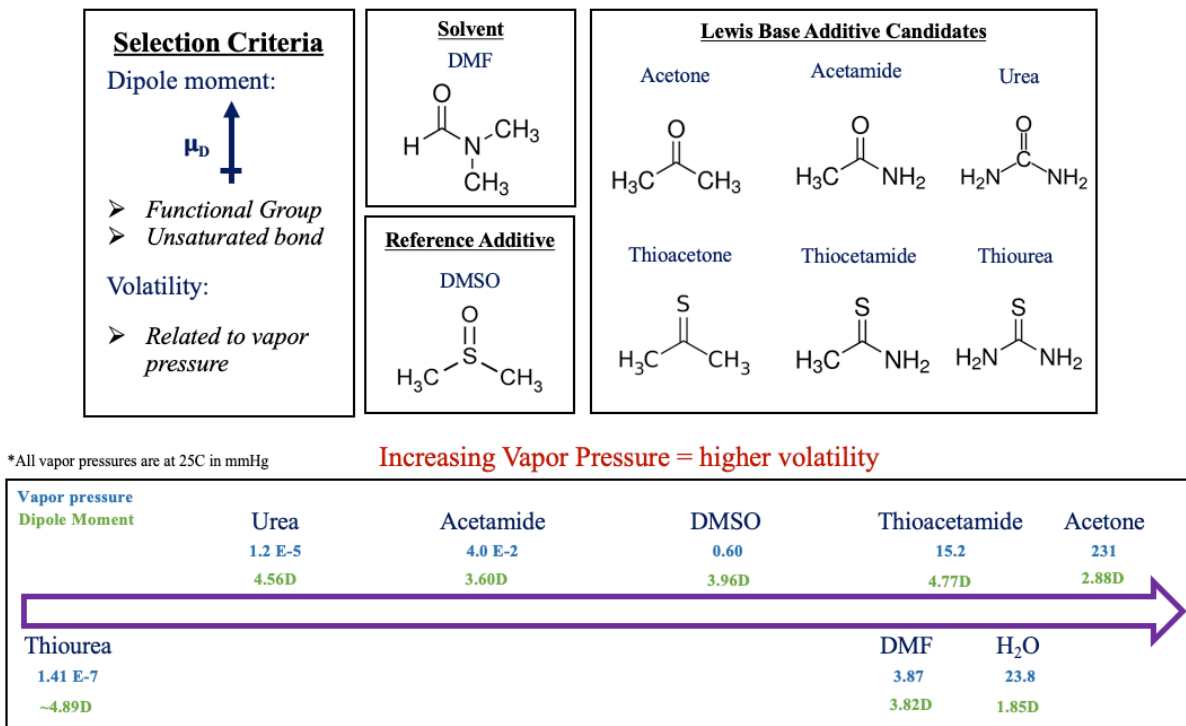 Selection Criteria
Dipole moment:
μD
➤ Functional Group
➤ Unsaturated bond
Volatility:
➤ Related to vapor
pressure
Solvent
DMF
O
H
N
CH3
CH3
Reference Additive
DMSO
O
S
H3C
CH3
Lewis Base Additive Candidates
Acetone
Acetamide
Urea
O
H3C
CH3
O
H3C
NH2
O
C
H2N
NH2
Thioacetone
Thiocetamide
Thiourea
S
H3C
CH3
S
H3C
NH2
S
H2N
NH2
*All vapor pressures are at 25C in mmHg
Increasing Vapor Pressure = higher volatility
Vapor pressure
Dipole Moment
Urea
1.2 E-5
4.56D
Acetamide
4.0 E-2
3.60D
DMSO
0.60
3.96D
Thioacetamide
15.2
4.77D
Acetone
231
2.88D
Thiourea
1.41 E-7
~4.89D
DMF
3.87
3.82D
H2O
23.8
1.85D